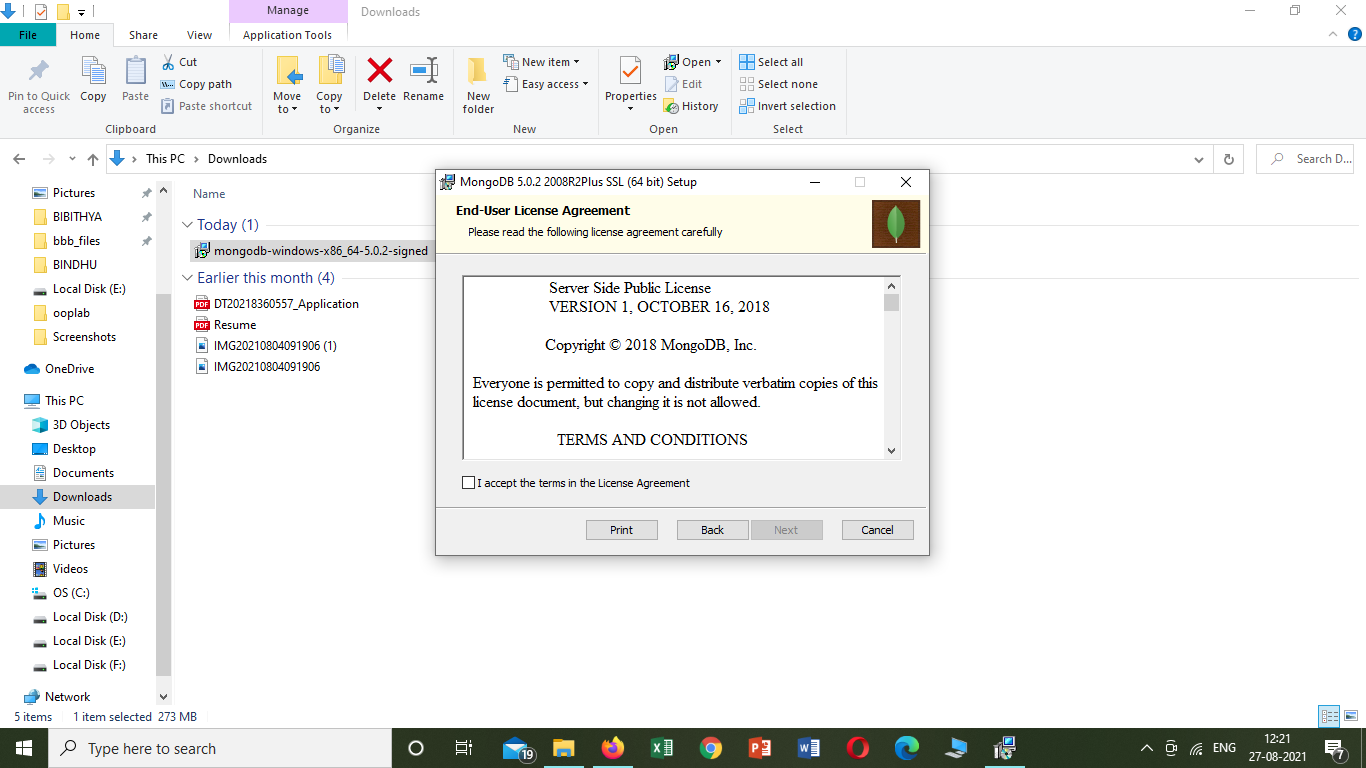 Manage
Downloads
File
Home
Share
View
Application Tools
Pin to Quick
access
Copy
Paste
Cut
Copy path
Paste shortcut
Clipboard
Move
to
Copy
to
Delete
Rename
Organize
New
folder
New item
Easy access
New
Properties
Open
Edit
History
Open
Select all
Select none
Invert selection
Select
This PC
Downloads
Search D...
Pictures
BIBITHYA
bbb_files
BINDHU
Local Disk (E:)
ooplab
Screenshots
OneDrive
This PC
3D Objects
Desktop
Documents
Downloads
Music
Pictures
Videos
OS (C:)
Local Disk (D:)
Local Disk (E:)
Local Disk (F:)
Network
Name
Today (1)
mongodb-windows-x86_64-5.0.2-signed
Earlier this month (4)
PDF DT20218360557_Application
PDF Resume
IMG20210804091906 (1)
IMG20210804091906
MongoDB 5.0.2 2008R2Plus SSL (64 bit) Setup
End-User License Agreement
Please read the following license agreement carefully
Server Side Public License
VERSION 1, OCTOBER 16, 2018
Copyright © 2018 MongoDB, Inc.
Everyone is permitted to copy and distribute verbatim copies of this
license document, but changing it is not allowed.
TERMS AND CONDITIONS
I accept the terms in the License Agreement
Print
Back
Next
Cancel
5 items
1 item selected 273 MB
Type here to search
19
ENG
12:21
27-08-2021
7